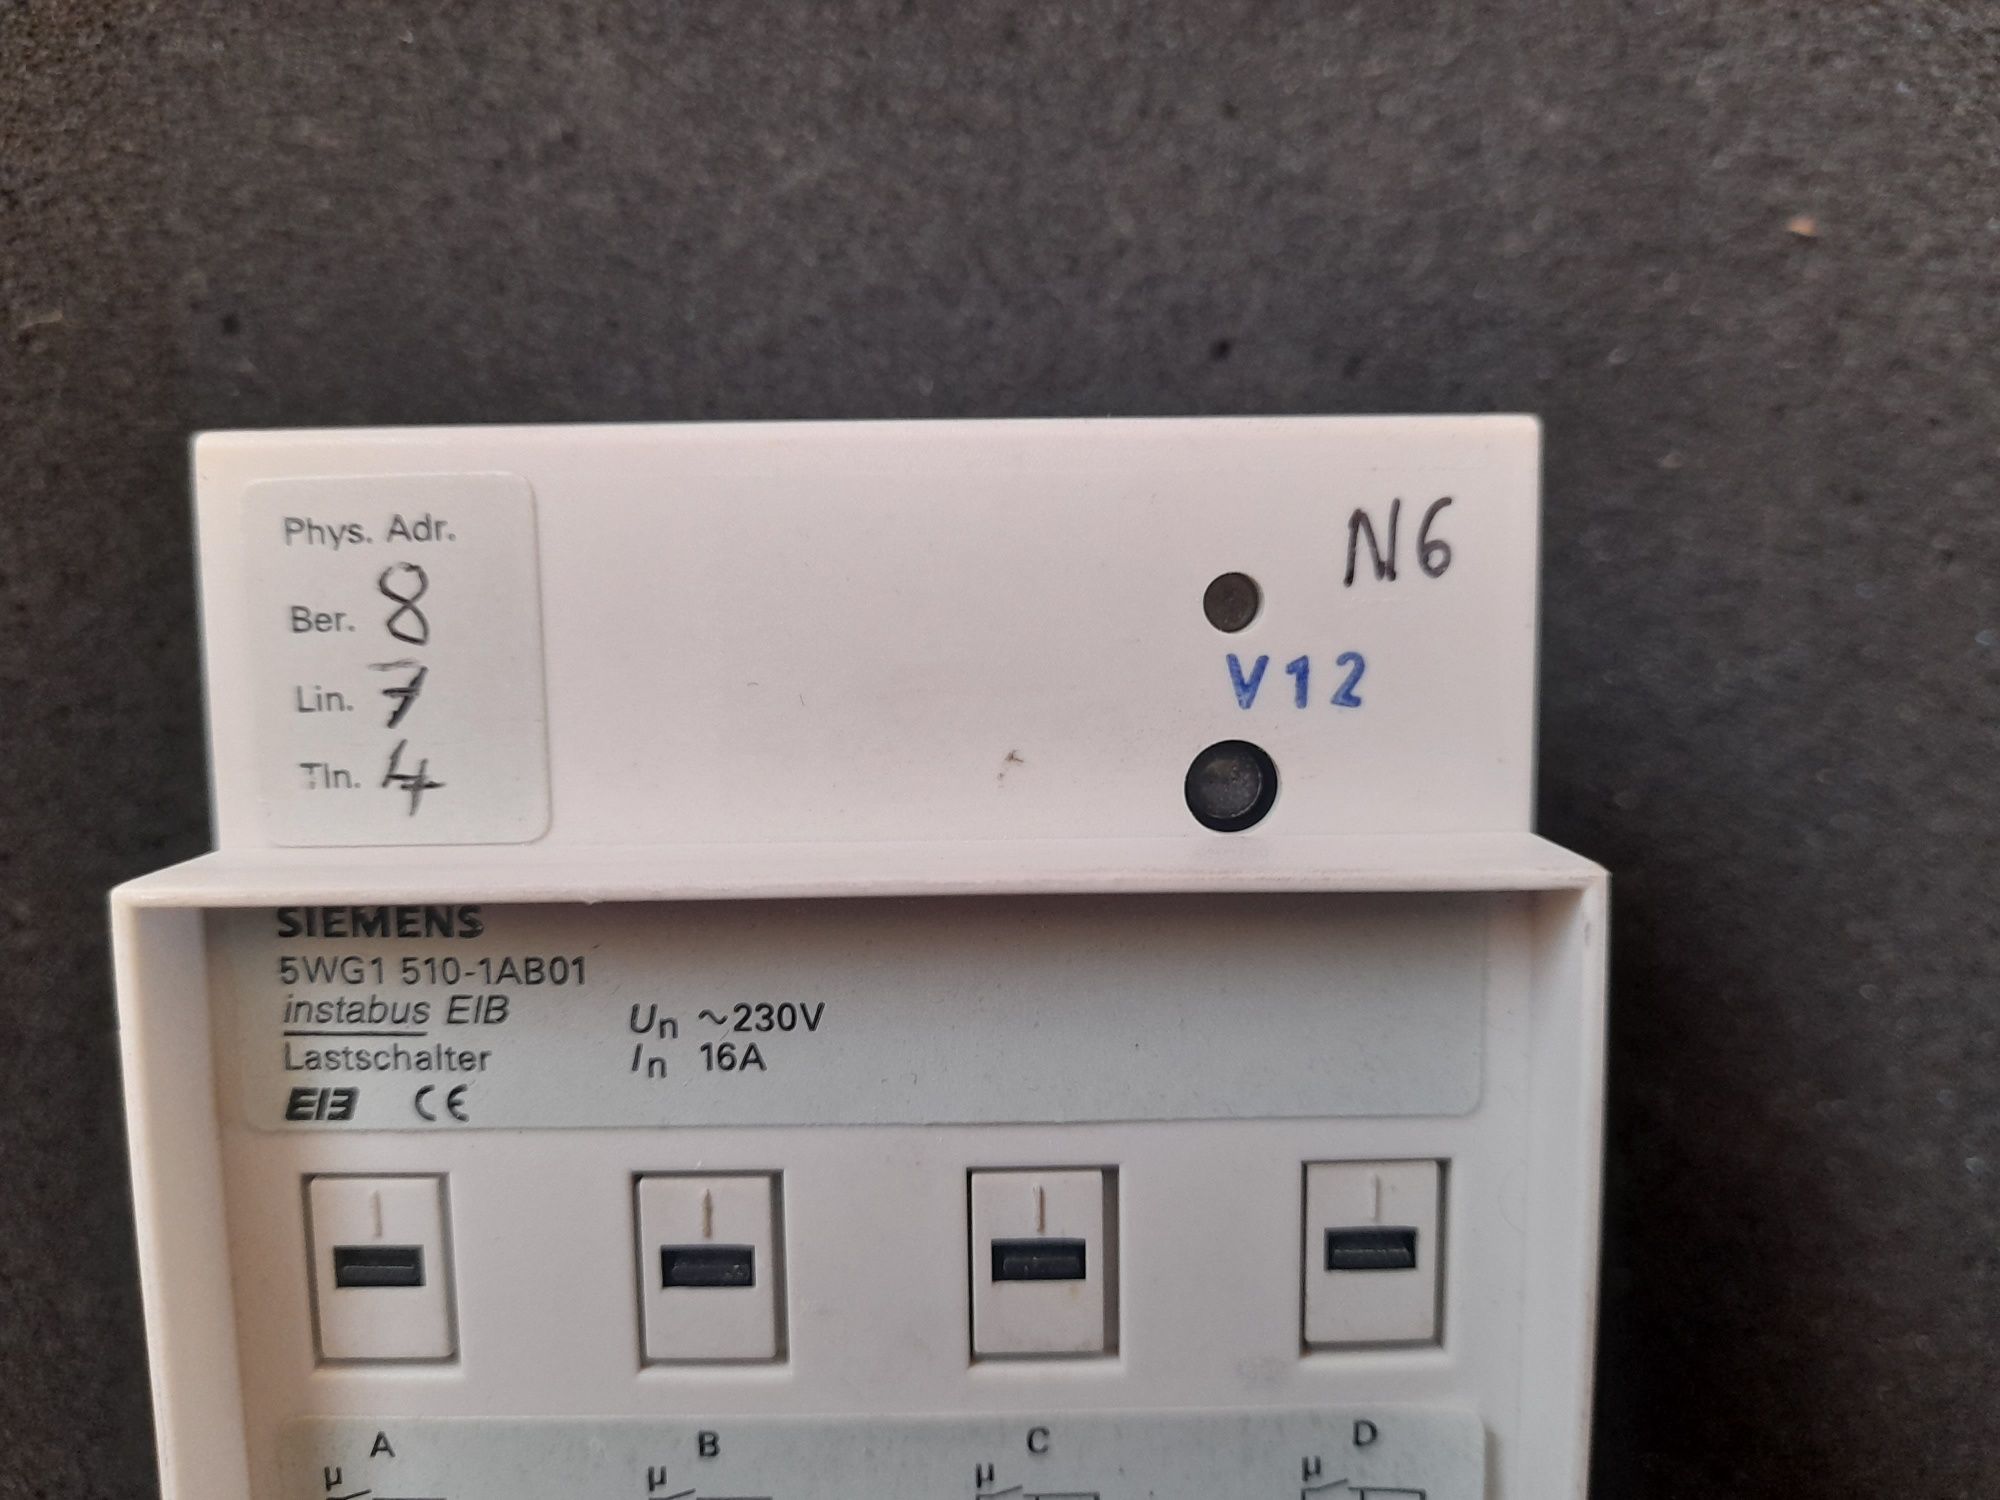 Phys. Adr.
Ber. 8
Lin. 7
Tln. 4
N6
V12
SIEMENS
5WG1 510-1AB01
instabus EIB
Lastschalter
EIB CE
Un ~230V
In 16A
A B C D
µ µ µ µ